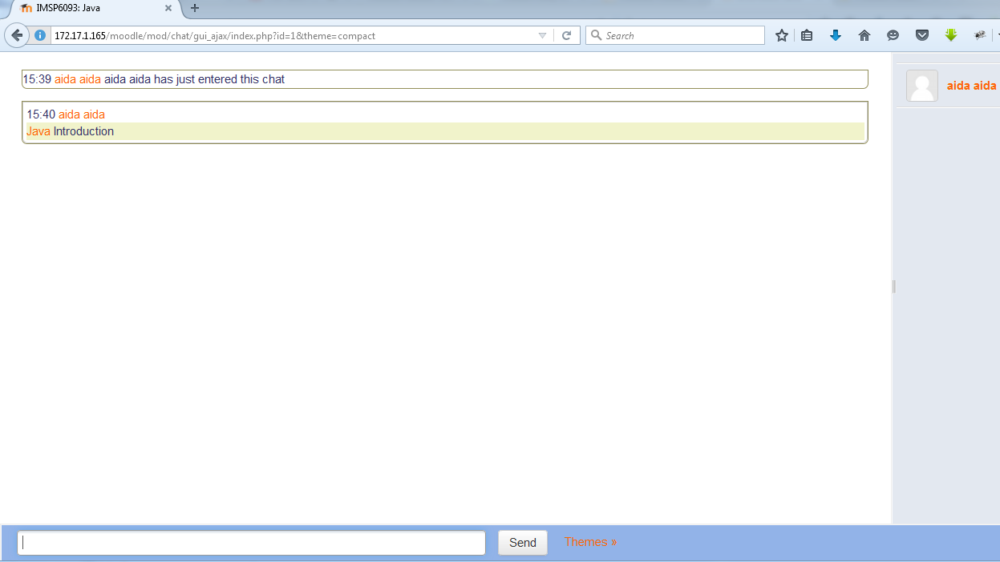 IMSP6093: Java
172.17.1.165/moodle/mod/chat/gui_ajax/index.php?id=1&theme=compact
Search
15:39 aida aida aida aida has just entered this chat
aida aida
15:40 aida aida
Java Introduction
Send
Themes »